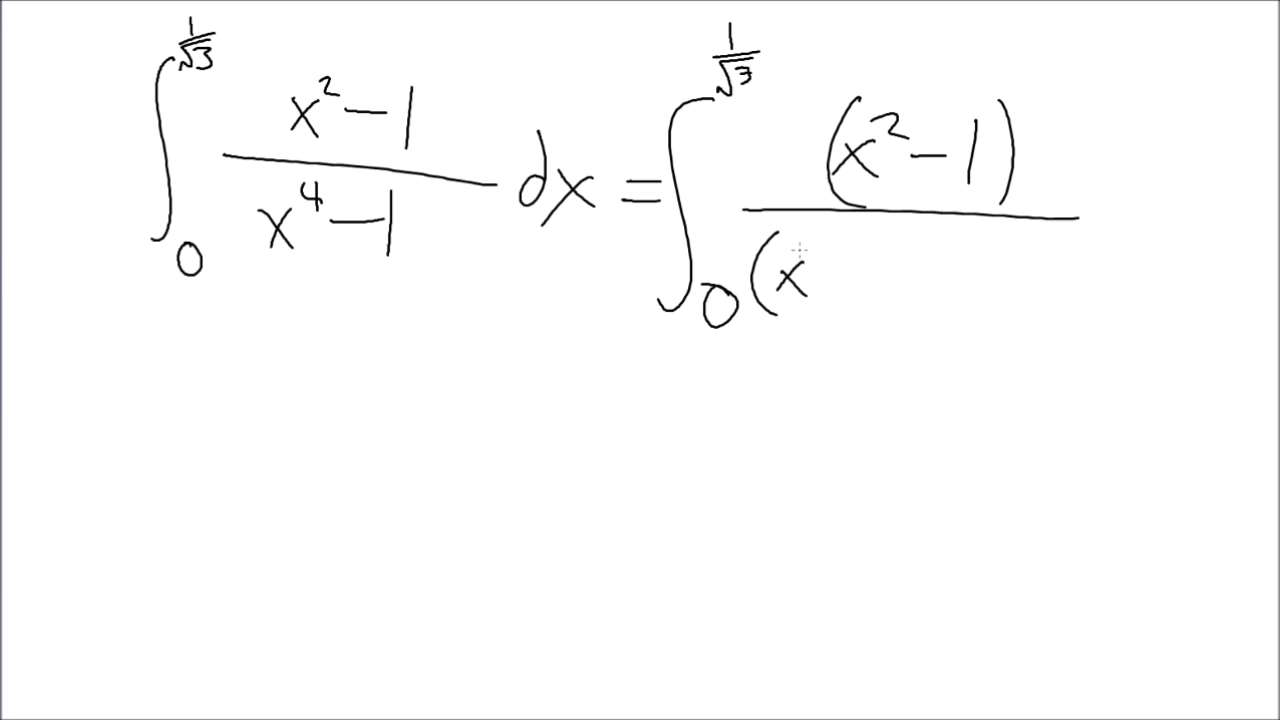 ∫₀^{1/√3} (x² − 1)/(x⁴ − 1) dx = ∫₀^{1/√3} (x² − 1)/(x